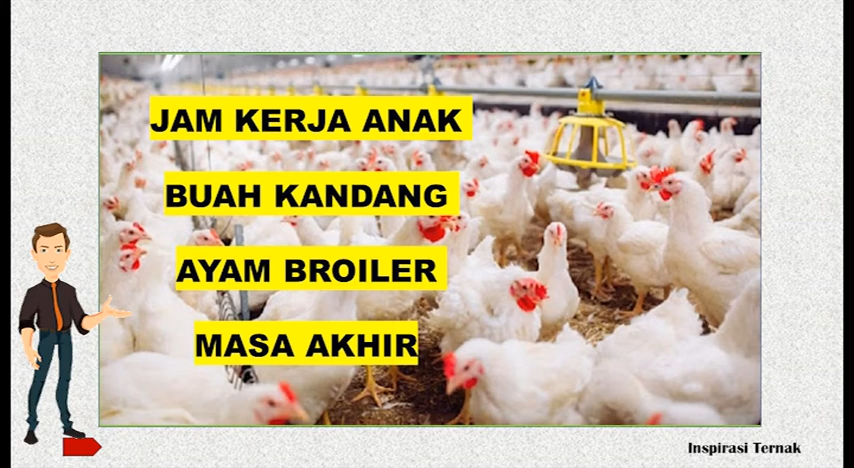 JAM KERJA ANAK
BUAH KANDANG
AYAM BROILER
MASA AKHIR
Inspirasi Ternak